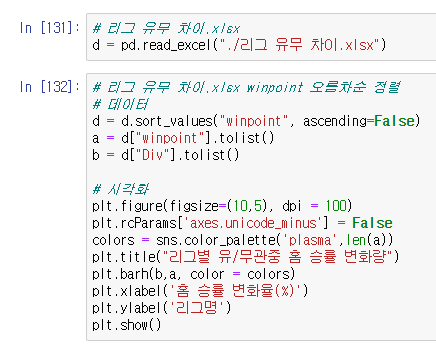 In [131]: # 리그 유무 차이.xlsx
d = pd.read_excel("./리그 유무 차이.xlsx")
In [132]: # 리그 유무 차이.xlsx winpoint 오름차순 정렬
# 데이터
d = d.sort_values("winpoint", ascending=False)
a = d["winpoint"].tolist()
b = d["Div"].tolist()
# 시각화
plt.figure(figsize=(10,5), dpi = 100)
plt.rcParams['axes.unicode_minus'] = False
colors = sns.color_palette('plasma',len(a))
plt.title("리그별 유/무관중 홈 승률 변화량")
plt.barh(b,a, color = colors)
plt.xlabel('홈 승률 변화율(%)')
plt.ylabel('리그명')
plt.show()